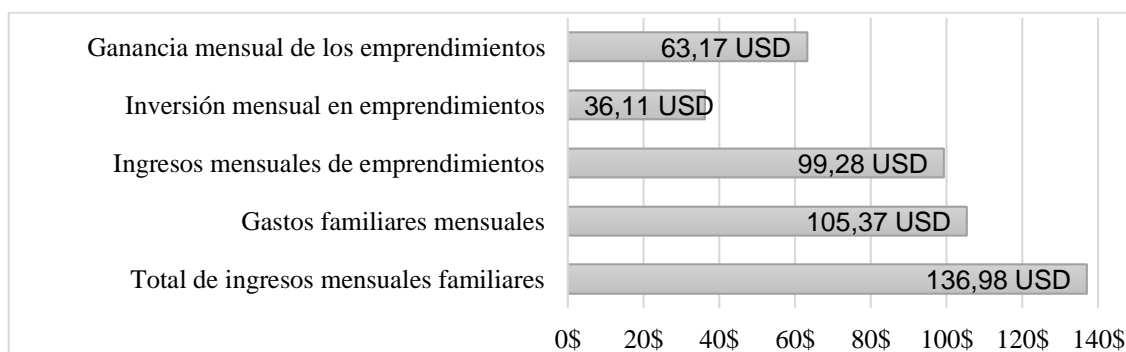 Ganancia mensual de los emprendimientos
63,17 USD
Inversión mensual en emprendimientos
36,11 USD
Ingresos mensuales de emprendimientos
99,28 USD
Gastos familiares mensuales
105,37 USD
Total de ingresos mensuales familiares
136,98 USD
0$ 20$ 40$ 60$ 80$ 100$ 120$ 140$